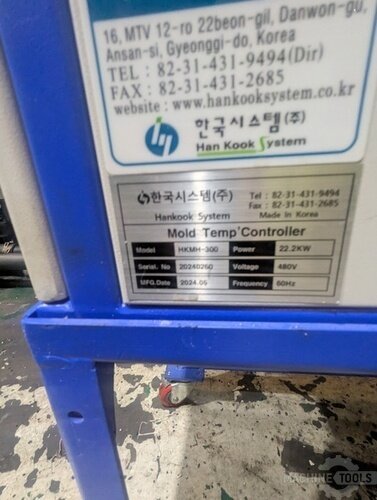 16, MTV 12-ro 22beon-gil, Danwon-gu,
Ansan-si, Gyeonggi-do, Korea
TEL : 82-31-431-9494(Dir)
FAX : 82-31-431-2685
website : www.hankooksystem.co.kr
한국시스템(주)
Han Kook System
한국시스템(주) Tel : 82-31-431-9494
Fax : 82-31-431-2685
Hankook System Made in Korea
Mold Temp' Controller
Model HKMH-300 Power 22.2KW
Serial. No 20240260 Voltage 480V
MFG.Date 2024.05 Frequency 60Hz
MACHINE TOOLS